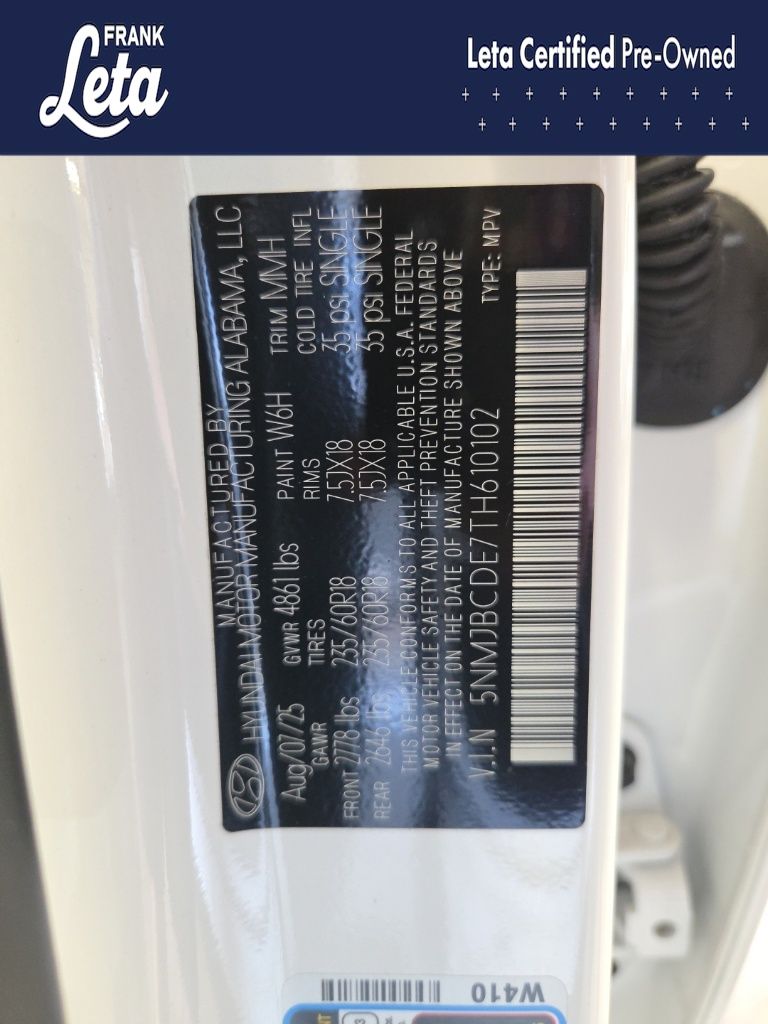 FRANK
Leta
Leta Certified Pre-Owned
MANUFACTURED BY
HYUNDAI MOTOR MANUFACTURING ALABAMA, LLC
Aug/07/25 GVWR 4861 lbs PAINT W6H TRIM MMH
GAWR TIRES RIMS COLD TIRE INFL
FRONT 2778 lbs 235/60R18 7.5JX18 35 psi SINGLE
REAR 2646 lbs 235/60R18 7.5JX18 35 psi SINGLE
THIS VEHICLE CONFORMS TO ALL APPLICABLE U.S.A. FEDERAL
MOTOR VEHICLE SAFETY AND THEFT PREVENTION STANDARDS
IN EFFECT ON THE DATE OF MANUFACTURE SHOWN ABOVE
V.I.N 5NMJBCDE7TH610102 TYPE: MPV
W410